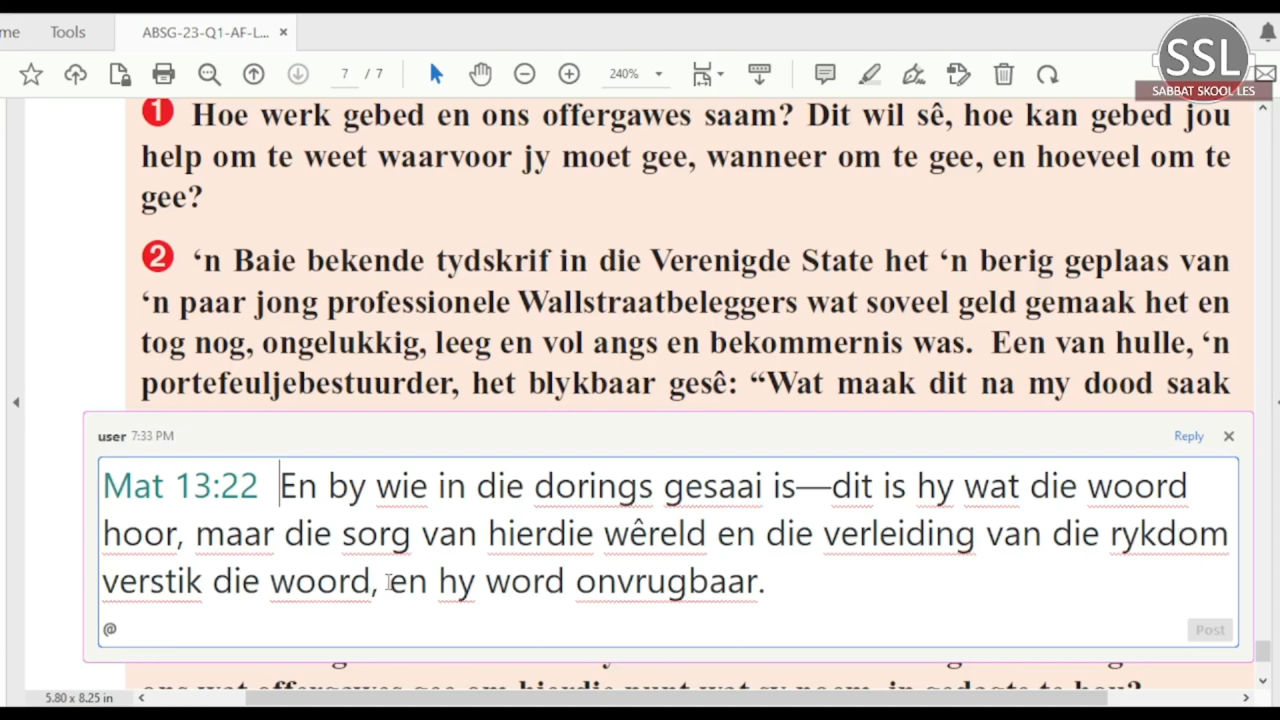 me
Tools
ABSG-23-Q1-AF-L...
SSL
SABBAT SKOOL LES
7 / 7
240%
1 Hoe werk gebed en ons offergawes saam? Dit wil sê, hoe kan gebed jou
help om te weet waarvoor jy moet gee, wanneer om te gee, en hoeveel om te
gee?
2 ‘n Baie bekende tydskrif in die Verenigde State het ‘n berig geplaas van
‘n paar jong professionele Wallstraatbeleggers wat soveel geld gemaak het en
tog nog, ongelukkig, leeg en vol angs en bekommernis was. Een van hulle, ‘n
portefeuljebestuurder, het blykbaar gesê: “Wat maak dit na my dood saak
user 7:33 PM
Reply
Mat 13:22 En by wie in die dorings gesaai is—dit is hy wat die woord
hoor, maar die sorg van hierdie wêreld en die verleiding van die rykdom
verstik die woord, en hy word onvrugbaar.
@
Post
5.80 x 8.25 in